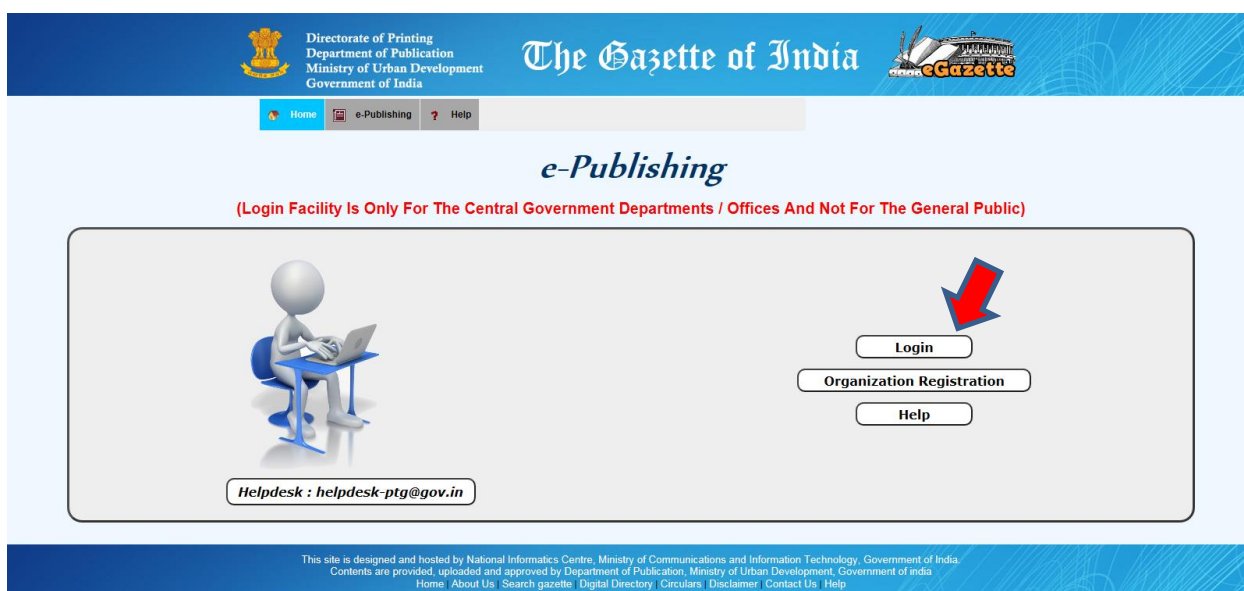 Directorate of Printing
Department of Publication
Ministry of Urban Development
Government of India
The Gazette of India
eGazette
Home
e-Publishing
? Help
e-Publishing
(Login Facility Is Only For The Central Government Departments / Offices And Not For The General Public)
Login
Organization Registration
Help
Helpdesk : helpdesk-ptg@gov.in
This site is designed and hosted by National Informatics Centre, Ministry of Communications and Information Technology, Government of India.
Contents are provided, uploaded and approved by Department of Publication, Ministry of Urban Development, Government of india
Home | About Us | Search gazette | Digital Directory | Circulars | Disclaimer | Contact Us | Help